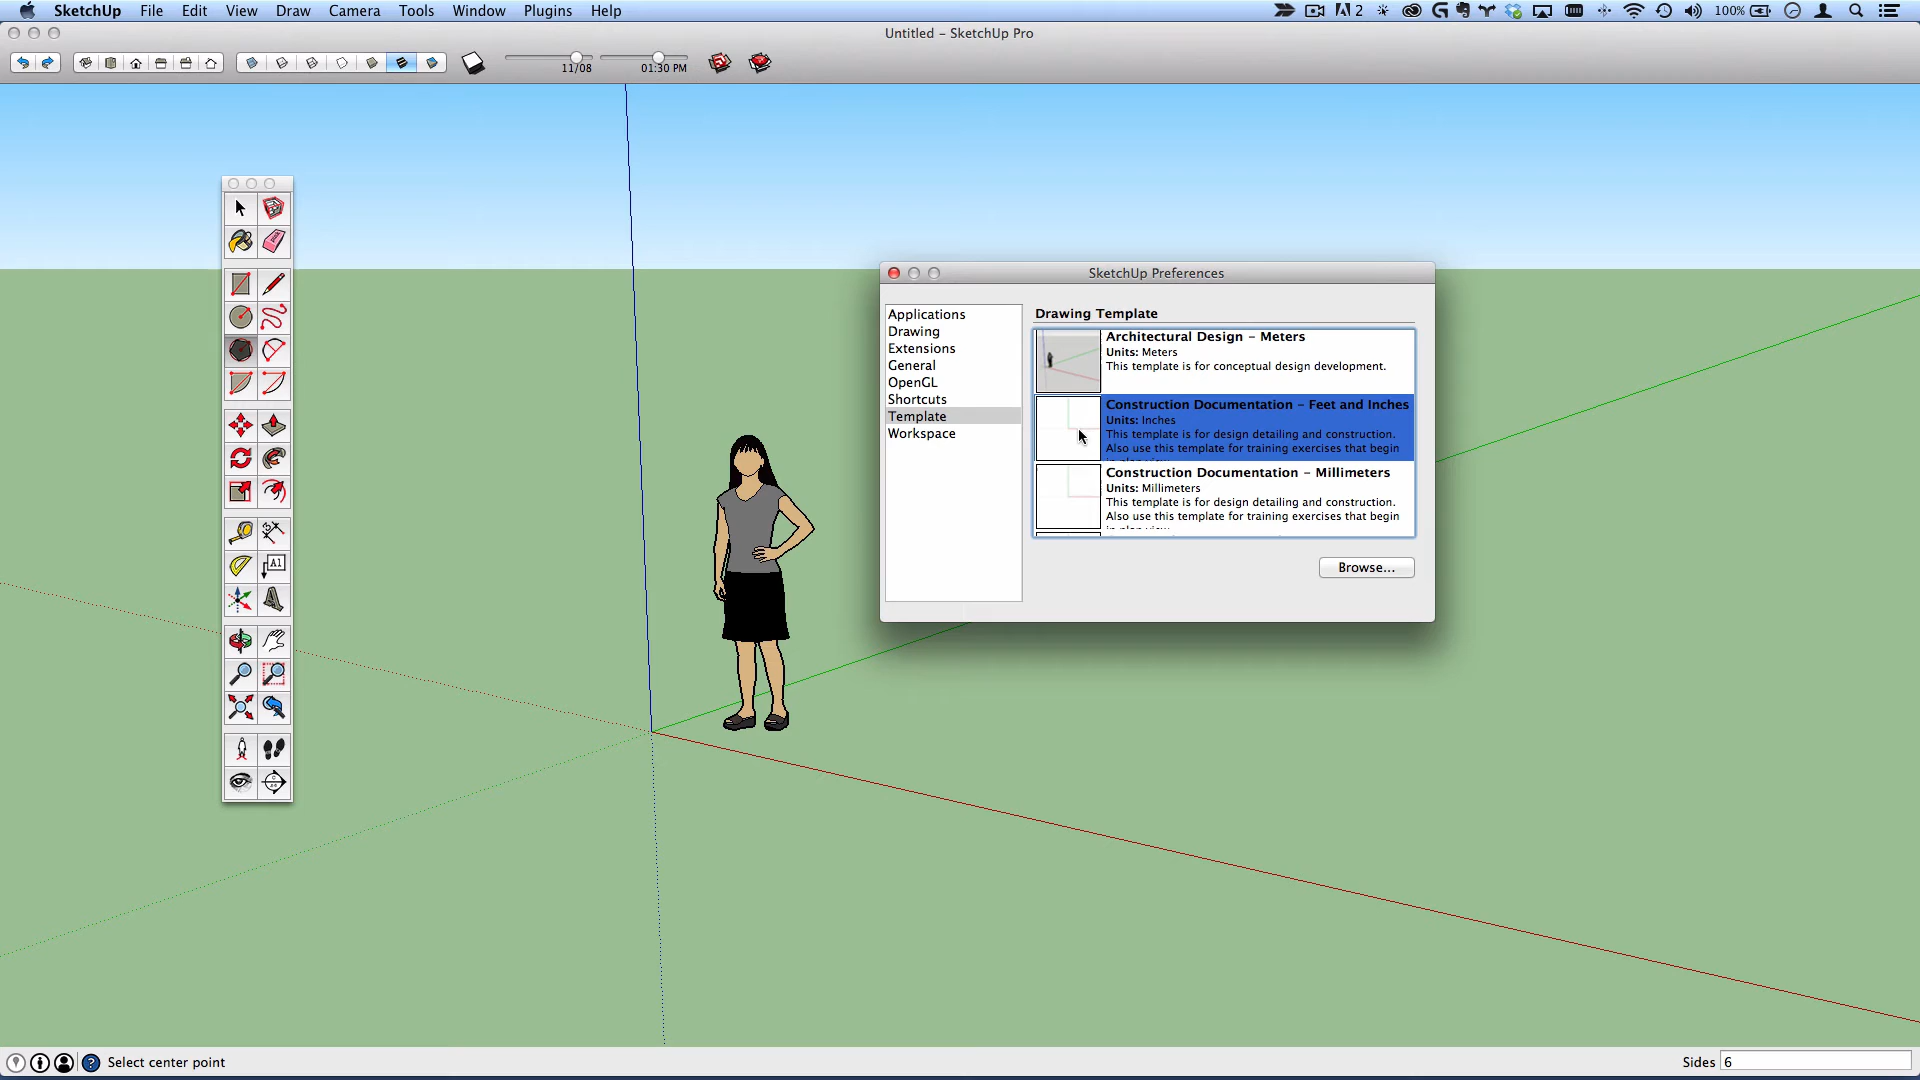 SketchUp File Edit View Draw Camera Tools Window Plugins Help
2
100%
Untitled – SketchUp Pro
11/08
01:30 PM
SketchUp Preferences
Applications
Drawing
Extensions
General
OpenGL
Shortcuts
Template
Workspace
Drawing Template
Architectural Design – Meters
Units: Meters
This template is for conceptual design development.
Construction Documentation – Feet and Inches
Units: Inches
This template is for design detailing and construction.
Also use this template for training exercises that begin
Construction Documentation – Millimeters
Units: Millimeters
This template is for design detailing and construction.
Also use this template for training exercises that begin
Browse...
A1
Select center point
Sides 6